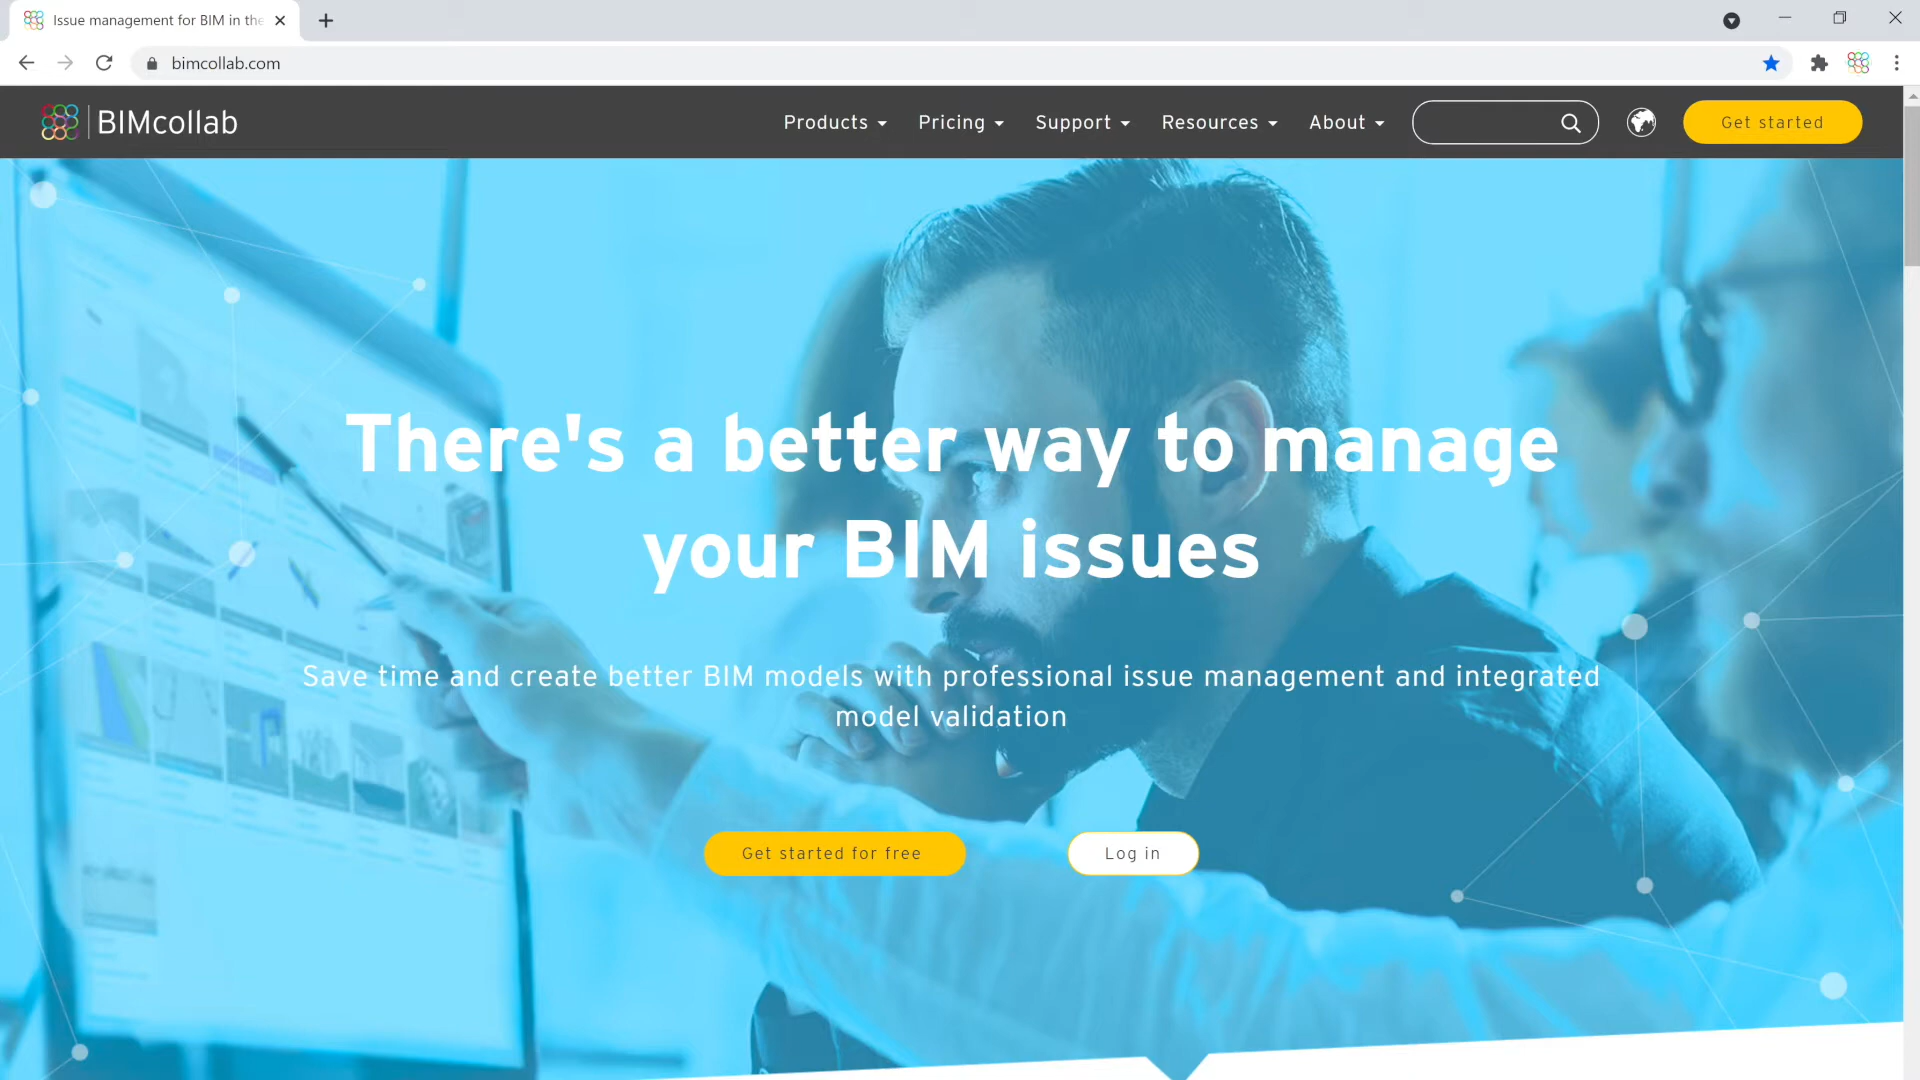 Issue management for BIM in the
bimcollab.com
BIMcollab
Products
Pricing
Support
Resources
About
Get started
There's a better way to manage
your BIM issues
Save time and create better BIM models with professional issue management and integrated
model validation
Get started for free
Log in